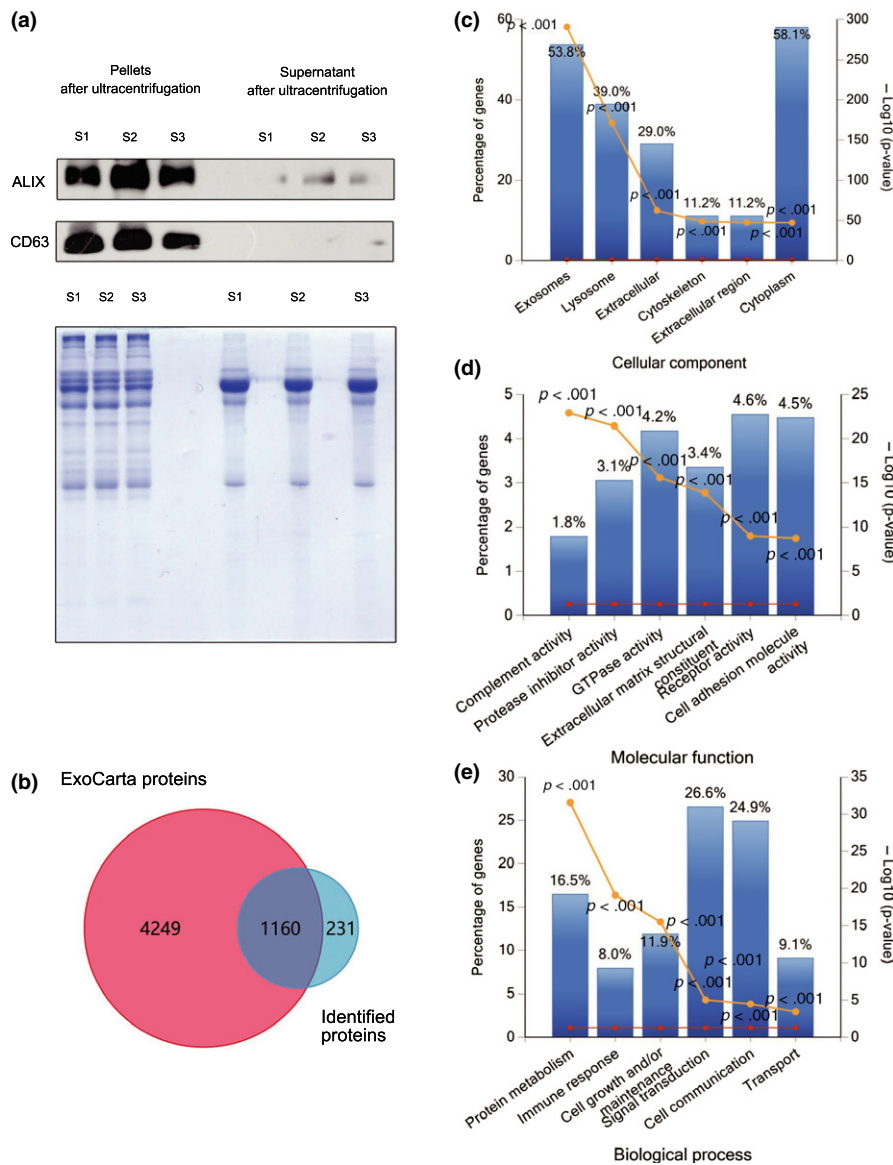 (a)
Pellets
after ultracentrifugation
Supernatant
after ultracentrifugation
S1 S2 S3 S1 S2 S3
ALIX
CD63
S1 S2 S3 S1 S2 S3
(b)
ExoCarta proteins
4249 1160 231
Identified
proteins
(c)
Percentage of genes
60
40
20
0
– Log10 (p-value)
300
250
200
150
100
50
0
p < .001
53.8%
39.0%
p < .001
29.0%
p < .001
11.2%
p < .001
11.2%
p < .001
58.1%
p < .001
Exosomes
Lysosome
Extracellular
Cytoskeleton
Extracellular region
Cytoplasm
Cellular component
(d)
Percentage of genes
5
4
3
2
1
0
– Log10 (p-value)
25
20
15
10
5
0
p < .001
1.8%
p < .001
3.1%
4.2%
p < .001
3.4%
p < .001
4.6%
p < .001
4.5%
p < .001
Complement activity
Protease inhibitor activity
GTPase activity
Extracellular matrix structural
constituent
Receptor activity
Cell adhesion molecule
activity
Molecular function
(e)
Percentage of genes
30
25
20
15
10
5
0
– Log10 (p-value)
35
30
25
20
15
10
5
0
p < .001
16.5%
p < .001
8.0%
p < .001
11.9%
26.6%
p < .001
p < .001
24.9%
p < .001
9.1%
p < .001
Protein metabolism
Immune response
Cell growth and/or
maintenance
Signal transduction
Cell communication
Transport
Biological process